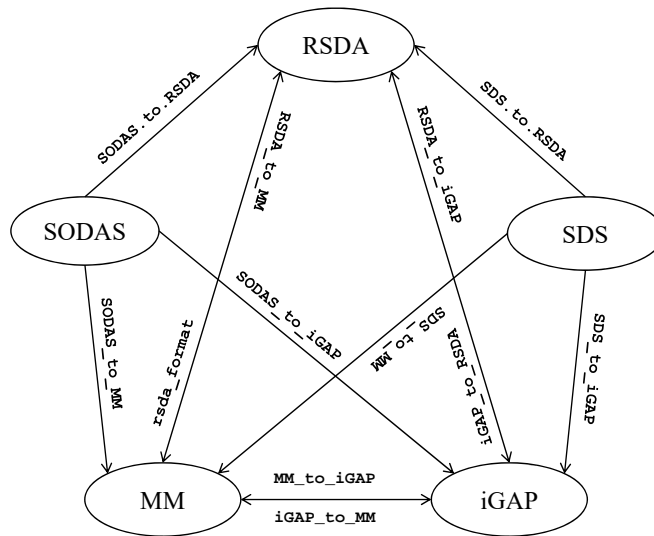 RSDA
SODAS.to.RSDA
SDS.to.RSDA
RSDA_to_MM
RSDA_to_iGAP
SODAS
SDS
SODAS_to_MM
SODAS_to_iGAP
rsda_format
SDS_to_MM
iGAP_to_RSDA
SDS_to_iGAP
MM
MM_to_iGAP
iGAP_to_MM
iGAP